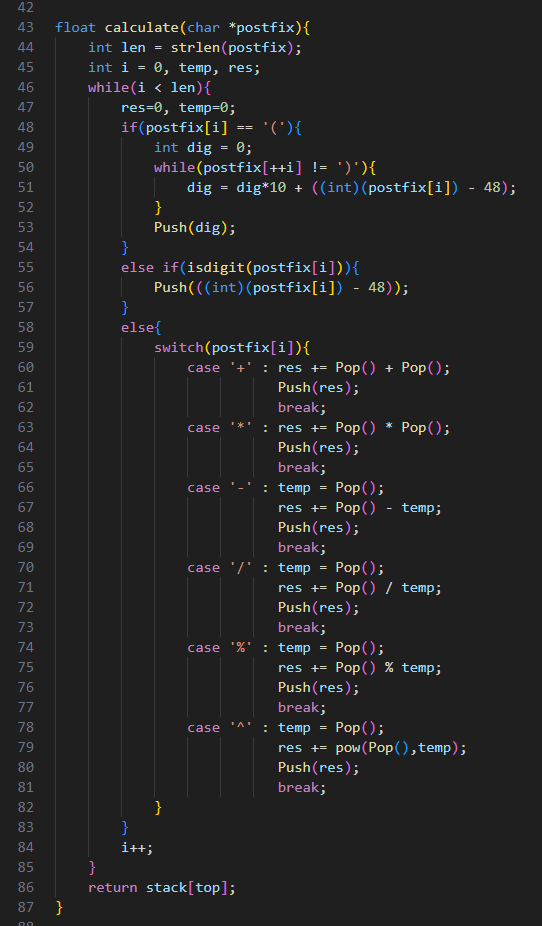 42
43 float calculate(char *postfix){
44     int len = strlen(postfix);
45     int i = 0, temp, res;
46     while(i < len){
47         res=0, temp=0;
48         if(postfix[i] == '('){
49             int dig = 0;
50             while(postfix[++i] != ')'){
51                 dig = dig*10 + ((int)(postfix[i]) - 48);
52             }
53             Push(dig);
54         }
55         else if(isdigit(postfix[i])){
56             Push(((int)(postfix[i]) - 48));
57         }
58         else{
59             switch(postfix[i]){
60                 case '+' : res += Pop() + Pop();
61                            Push(res);
62                            break;
63                 case '*' : res += Pop() * Pop();
64                            Push(res);
65                            break;
66                 case '-' : temp = Pop();
67                            res += Pop() - temp;
68                            Push(res);
69                            break;
70                 case '/' : temp = Pop();
71                            res += Pop() / temp;
72                            Push(res);
73                            break;
74                 case '%' : temp = Pop();
75                            res += Pop() % temp;
76                            Push(res);
77                            break;
78                 case '^' : temp = Pop();
79                            res += pow(Pop(),temp);
80                            Push(res);
81                            break;
82             }
83         }
84         i++;
85     }
86     return stack[top];
87 }
88